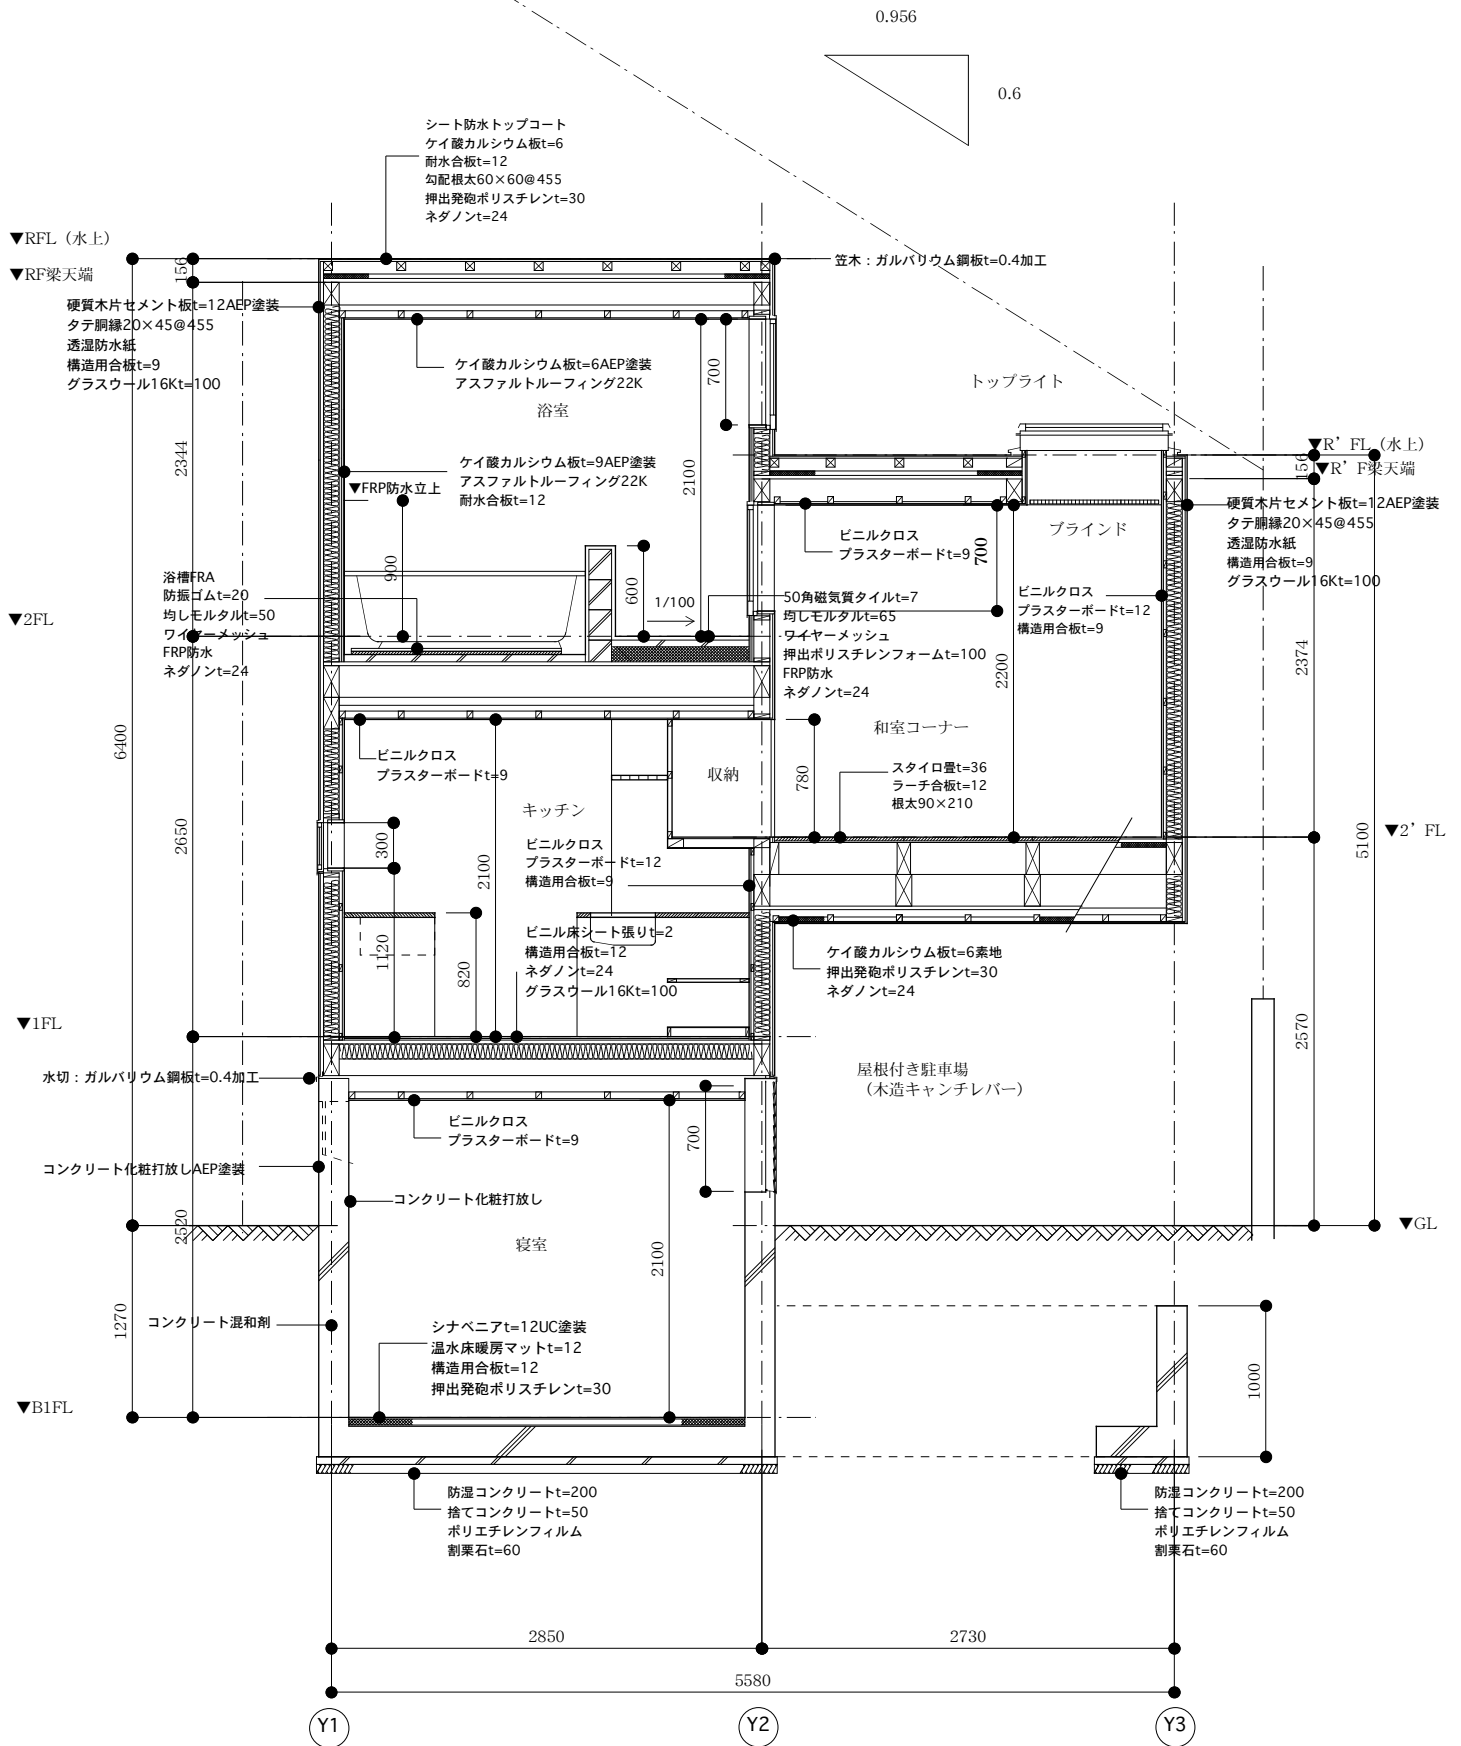 0.956
0.6
シート防水トップコート
ケイ酸カルシウム板t=6
耐水合板t=12
勾配根太60×60@455
押出発砲ポリスチレンt=30
ネダノンt=24
▼RFL（水上）
▼RF梁天端
156
笠木：ガルバリウム鋼板t=0.4加工
硬質木片セメント板t=12AEP塗装
タテ胴縁20×45@455
透湿防水紙
構造用合板t=9
グラスウール16Kt=100
ケイ酸カルシウム板t=6AEP塗装
アスファルトルーフィング22K
浴室
700
トップライト
2344
ケイ酸カルシウム板t=9AEP塗装
アスファルトルーフィング22K
耐水合板t=12
▼FRP防水立上
2100
▼R’FL（水上）
156
▼R’F梁天端
硬質木片セメント板t=12AEP塗装
タテ胴縁20×45@455
透湿防水紙
構造用合板t=9
グラスウール16Kt=100
ブラインド
ビニルクロス
プラスターボードt=9
700
900
600
1/100
浴槽FRA
防振ゴムt=20
均しモルタルt=50
ワイヤーメッシュ
FRP防水
ネダノンt=24
50角磁気質タイルt=7
均しモルタルt=65
ワイヤーメッシュ
押出ポリスチレンフォームt=100
FRP防水
ネダノンt=24
ビニルクロス
プラスターボードt=12
構造用合板t=9
▼2FL
2200
2374
6400
和室コーナー
ビニルクロス
プラスターボードt=9
収納
780
スタイロ畳t=36
ラーチ合板t=12
根太90×210
キッチン
2650
300
2100
ビニルクロス
プラスターボードt=12
構造用合板t=9
▼2’FL
5100
1120
820
ビニル床シート張りt=2
構造用合板t=12
ネダノンt=24
グラスウール16Kt=100
ケイ酸カルシウム板t=6素地
押出発砲ポリスチレンt=30
ネダノンt=24
▼1FL
2570
水切：ガルバリウム鋼板t=0.4加工
屋根付き駐車場
（木造キャンチレバー）
ビニルクロス
プラスターボードt=9
700
コンクリート化粧打放しAEP塗装
コンクリート化粧打放し
2520
▼GL
寝室
2100
1270
コンクリート混和剤
シナベニアt=12UC塗装
温水床暖房マットt=12
構造用合板t=12
押出発砲ポリスチレンt=30
1000
▼B1FL
防湿コンクリートt=200
捨てコンクリートt=50
ポリエチレンフィルム
割栗石t=60
防湿コンクリートt=200
捨てコンクリートt=50
ポリエチレンフィルム
割栗石t=60
2850
2730
5580
Y1
Y2
Y3